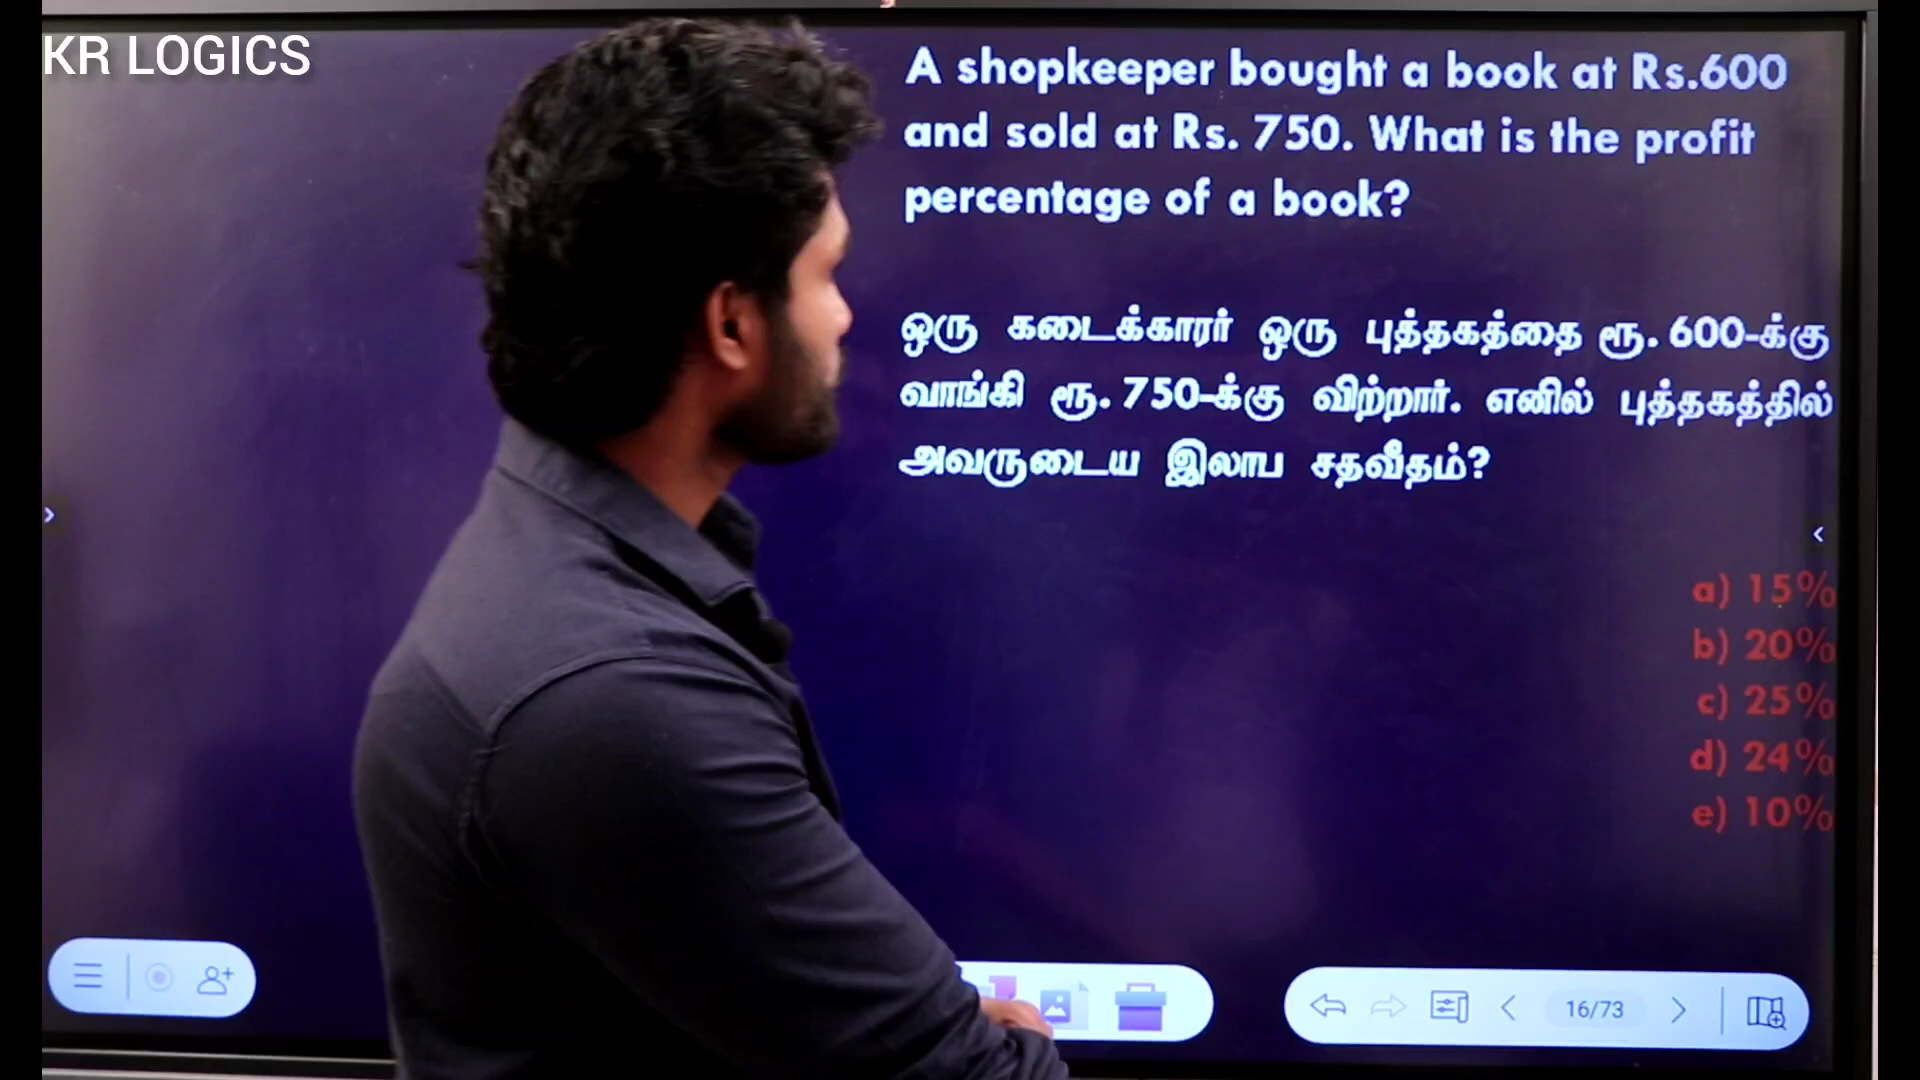 KR LOGICS
A shopkeeper bought a book at Rs.600
and sold at Rs. 750. What is the profit
percentage of a book?
ஒரு கடைக்காரர் ஒரு புத்தகத்தை ரூ. 600-க்கு
வாங்கி ரூ. 750-க்கு விற்றார். எனில் புத்தகத்தில்
அவருடைய இலாப சதவீதம்?
a) 15%
b) 20%
c) 25%
d) 24%
e) 10%
16/73